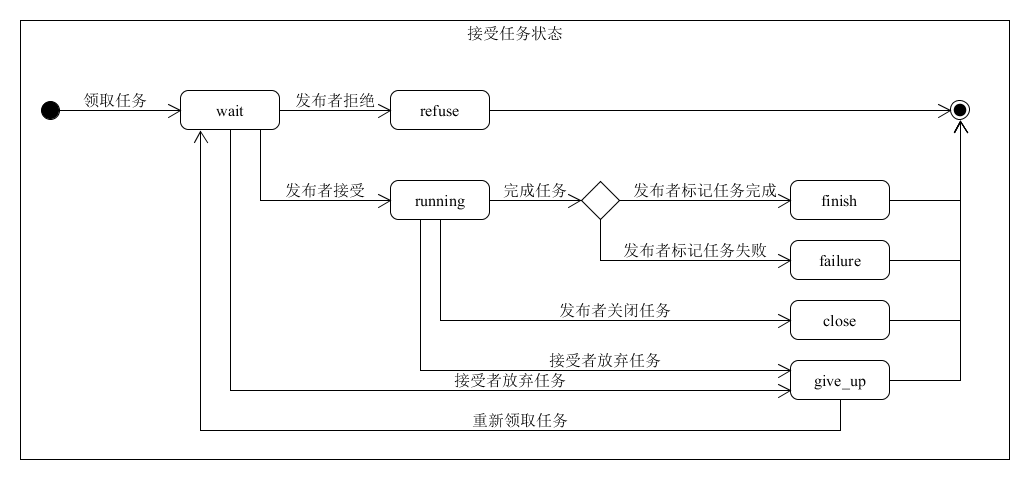 接受任务状态
领取任务
wait
发布者拒绝
refuse
发布者接受
running
完成任务
发布者标记任务完成
finish
发布者标记任务失败
failure
发布者关闭任务
close
接受者放弃任务
接受者放弃任务
give_up
重新领取任务